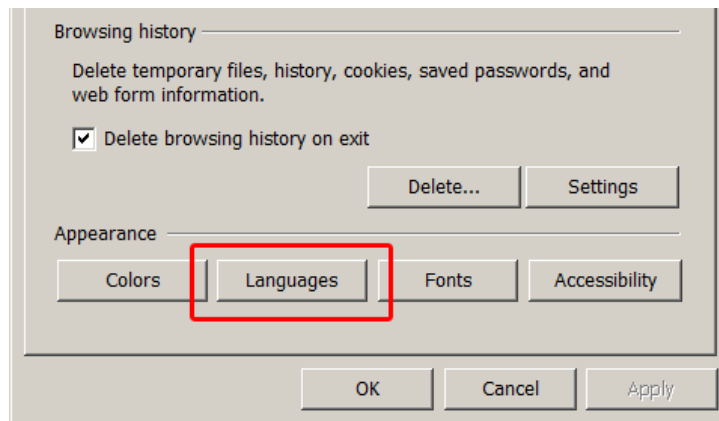 Browsing history
Delete temporary files, history, cookies, saved passwords, and
web form information.
Delete browsing history on exit
Delete... Settings
Appearance
Colors Languages Fonts Accessibility
OK Cancel Apply